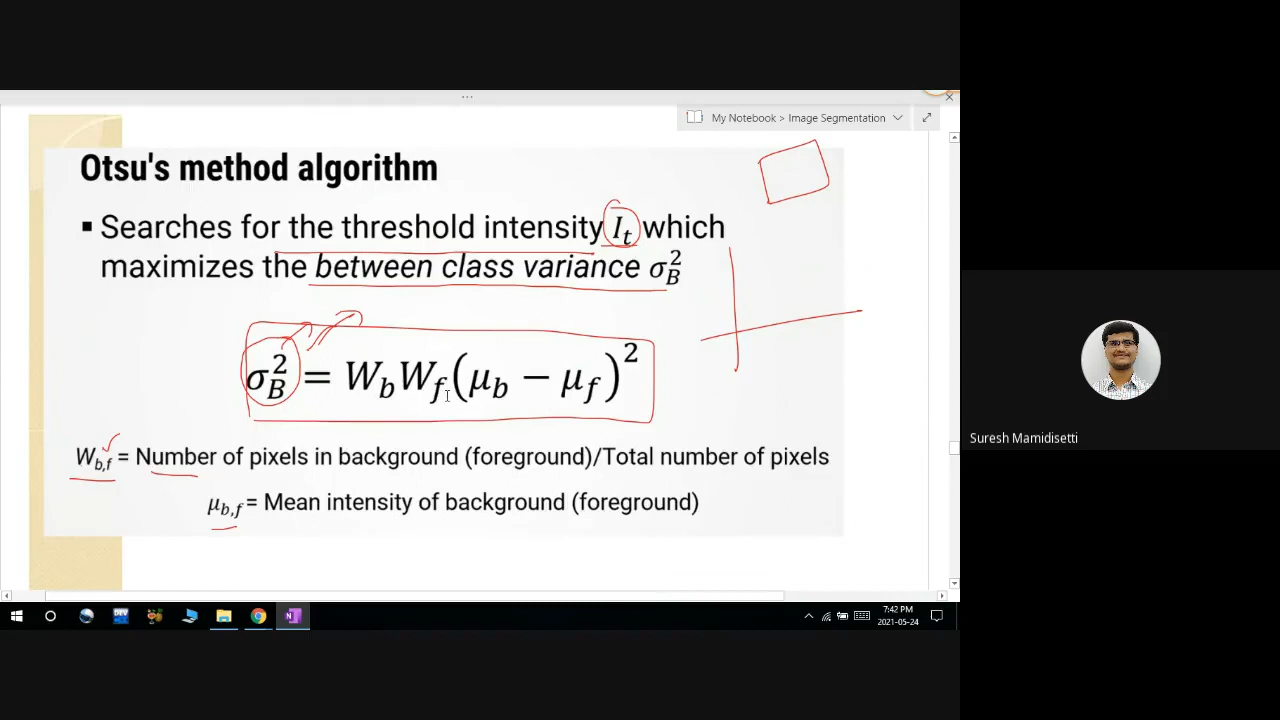 My Notebook > Image Segmentation
Otsu's method algorithm
▪ Searches for the threshold intensity I_t which
maximizes the between class variance σ_B^2
σ_B^2 = W_b W_f (μ_b − μ_f)^2
W_b,f = Number of pixels in background (foreground)/Total number of pixels
μ_b,f = Mean intensity of background (foreground)
Suresh Mamidisetti
DEV
7:42 PM
2021-05-24